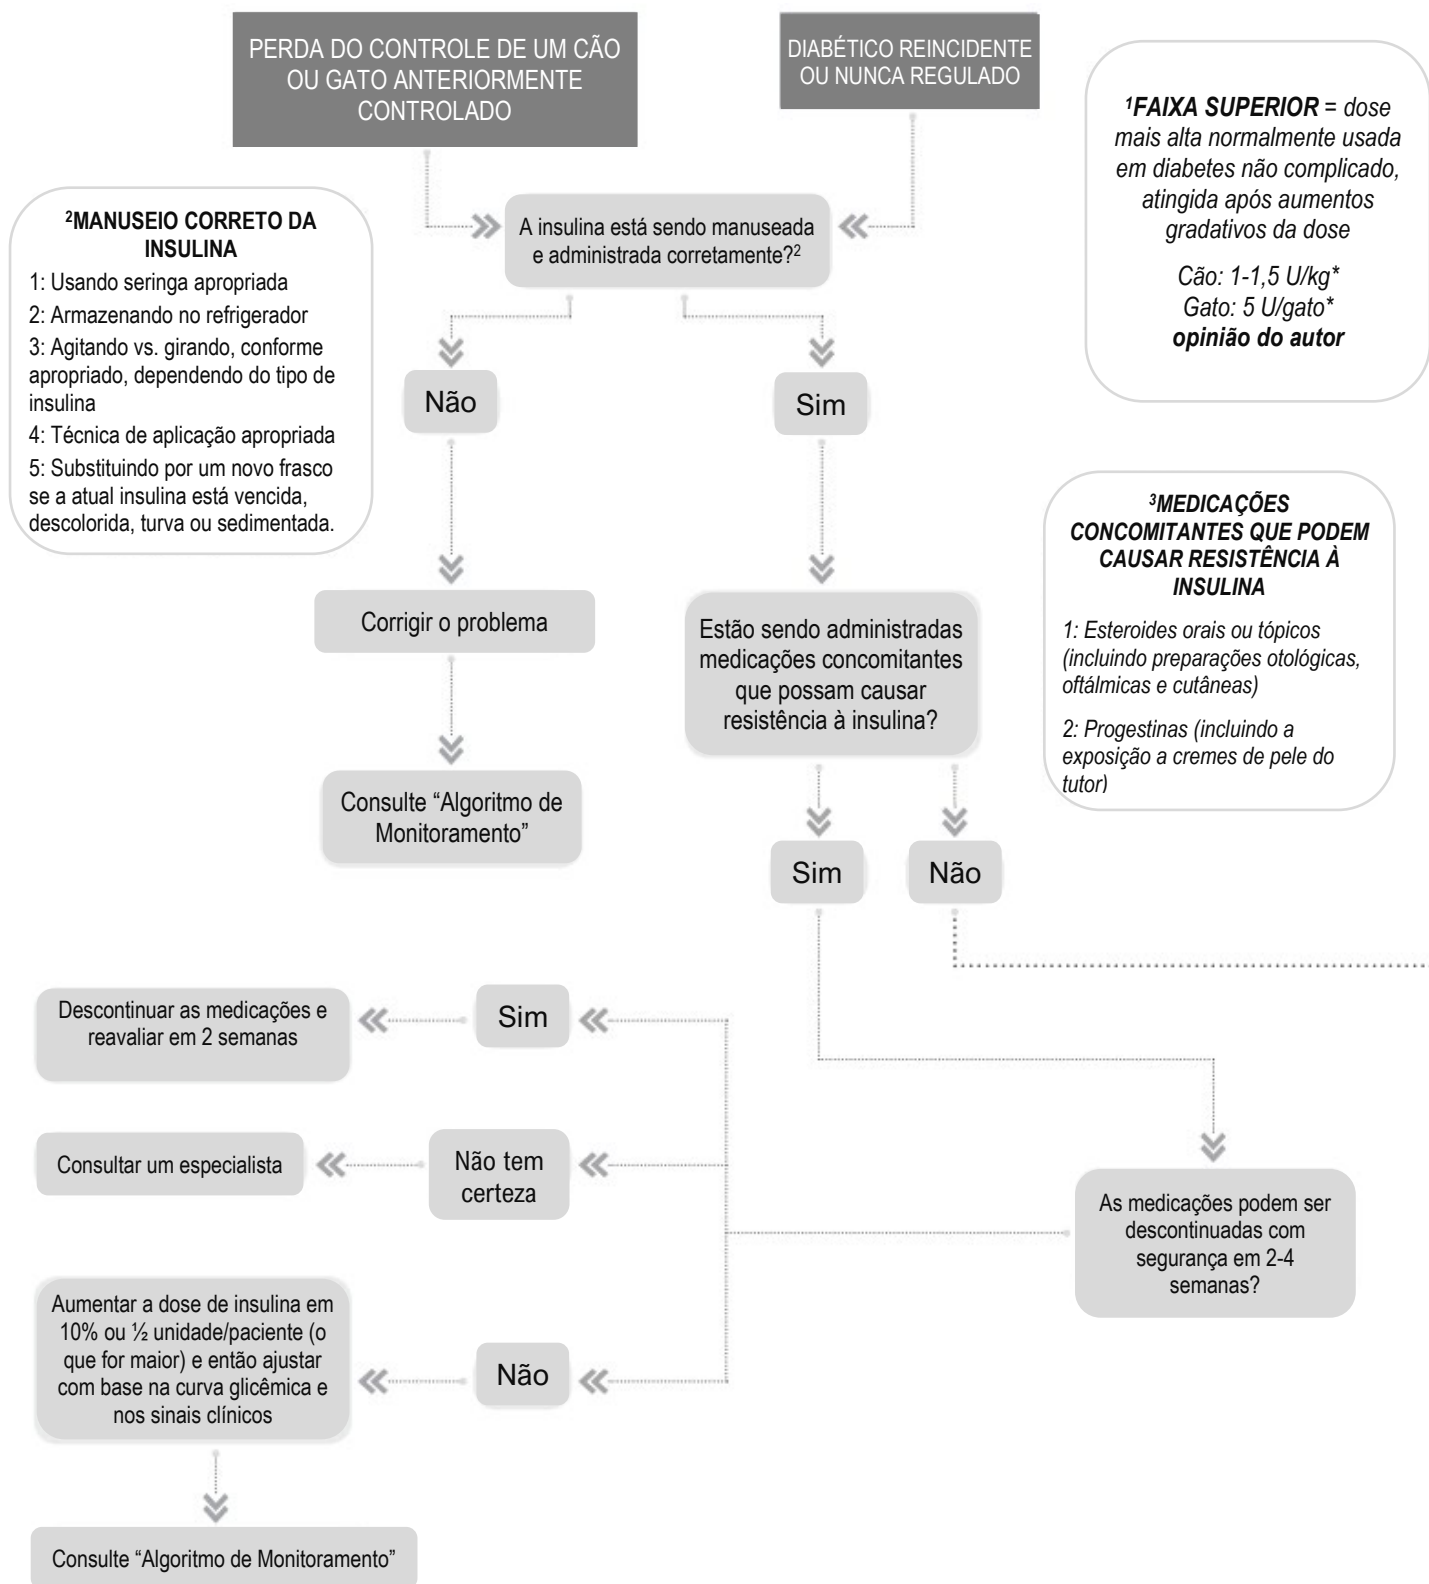 PERDA DO CONTROLE DE UM CÃO
OU GATO ANTERIORMENTE
CONTROLADO
DIABÉTICO REINCIDENTE
OU NUNCA REGULADO
¹FAIXA SUPERIOR = dose
mais alta normalmente usada
em diabetes não complicado,
atingida após aumentos
gradativos da dose
Cão: 1-1,5 U/kg*
Gato: 5 U/gato*
opinião do autor
²MANUSEIO CORRETO DA
INSULINA
1: Usando seringa apropriada
2: Armazenando no refrigerador
3: Agitando vs. girando, conforme
apropriado, dependendo do tipo de
insulina
4: Técnica de aplicação apropriada
5: Substituindo por um novo frasco
se a atual insulina está vencida,
descolorida, turva ou sedimentada.
A insulina está sendo manuseada
e administrada corretamente?²
Não
Sim
³MEDICAÇÕES
CONCOMITANTES QUE PODEM
CAUSAR RESISTÊNCIA À
INSULINA
1: Esteroides orais ou tópicos
(incluindo preparações otológicas,
oftálmicas e cutâneas)
2: Progestinas (incluindo a
exposição a cremes de pele do
tutor)
Corrigir o problema
Estão sendo administradas
medicações concomitantes
que possam causar
resistência à insulina?
Consulte “Algoritmo de
Monitoramento”
Sim
Não
Descontinuar as medicações e
reavaliar em 2 semanas
Sim
Consultar um especialista
Não tem
certeza
As medicações podem ser
descontinuadas com
segurança em 2-4
semanas?
Aumentar a dose de insulina em
10% ou ½ unidade/paciente (o
que for maior) e então ajustar
com base na curva glicêmica e
nos sinais clínicos
Não
Consulte “Algoritmo de Monitoramento”